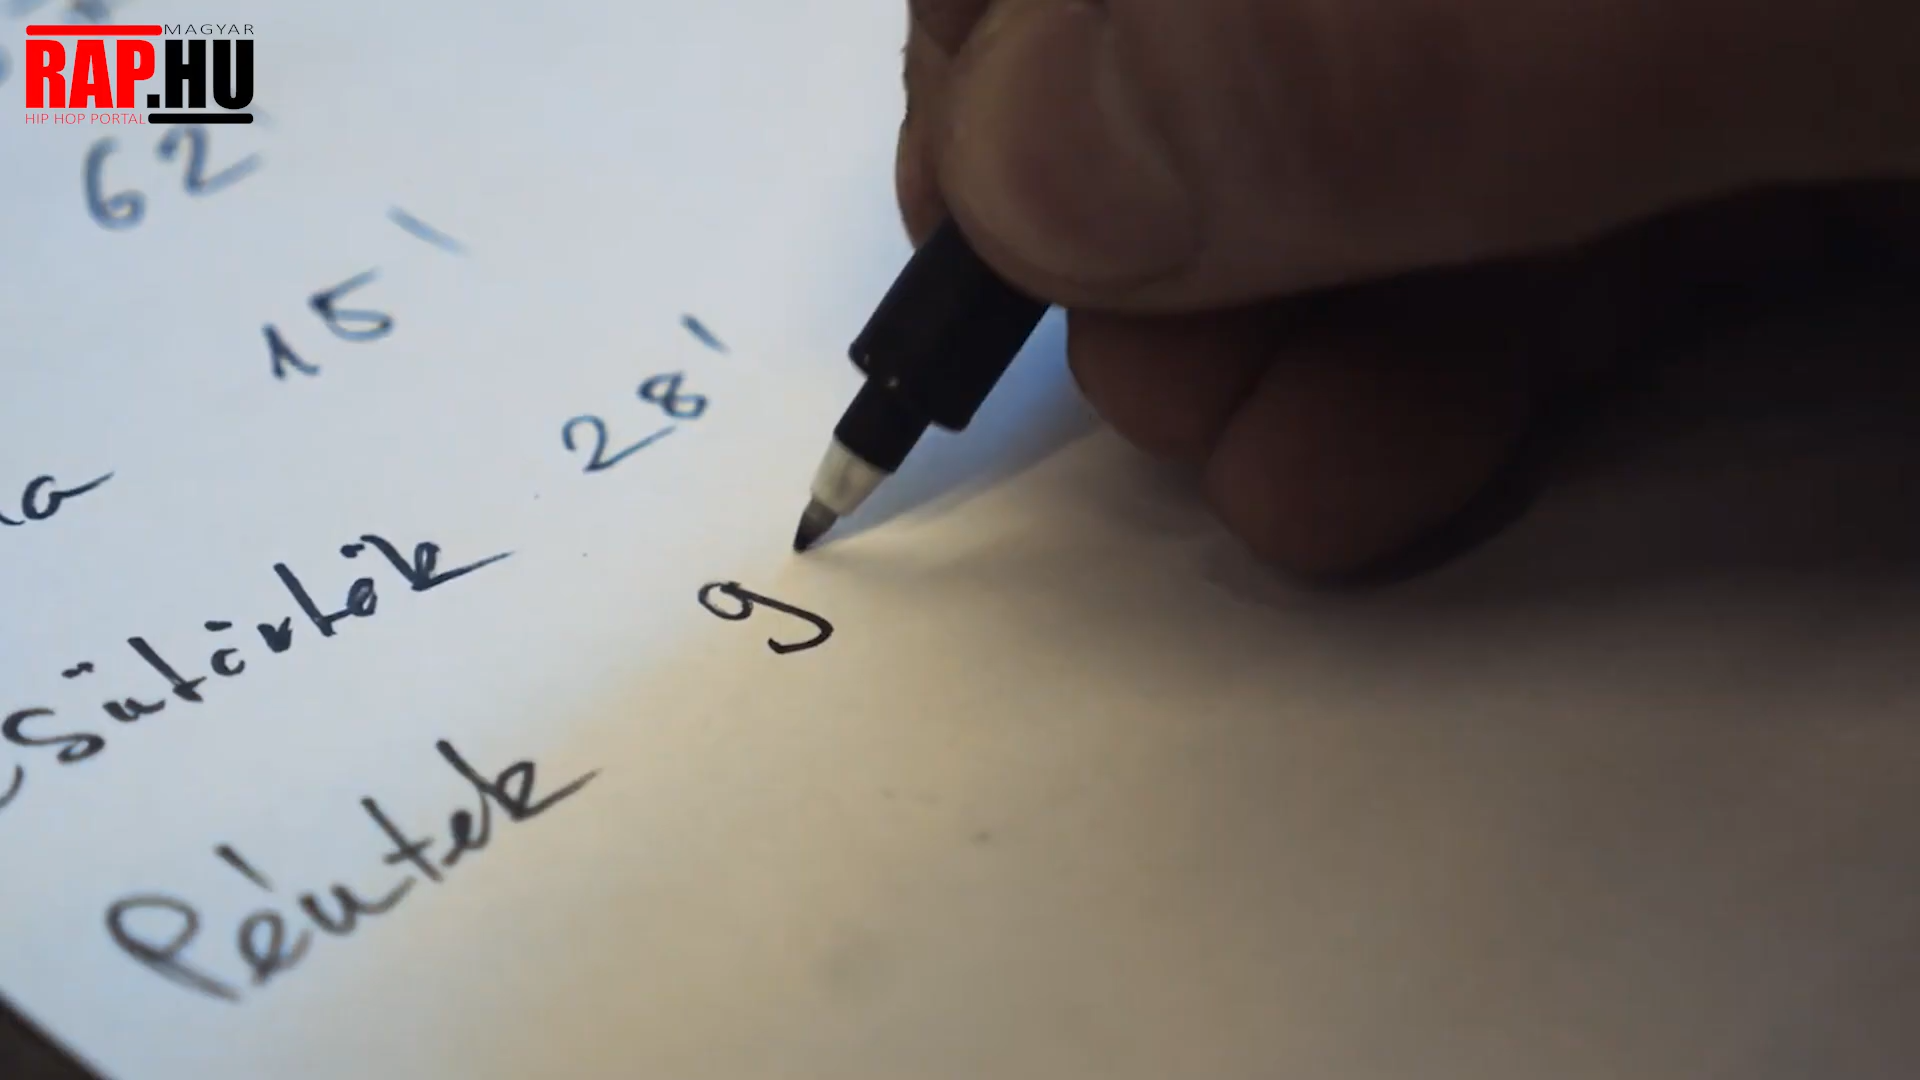 MAGYAR
RAP.HU
HIP HOP PORTAL
62'
15'
csütörtök 28'
Péntek 9